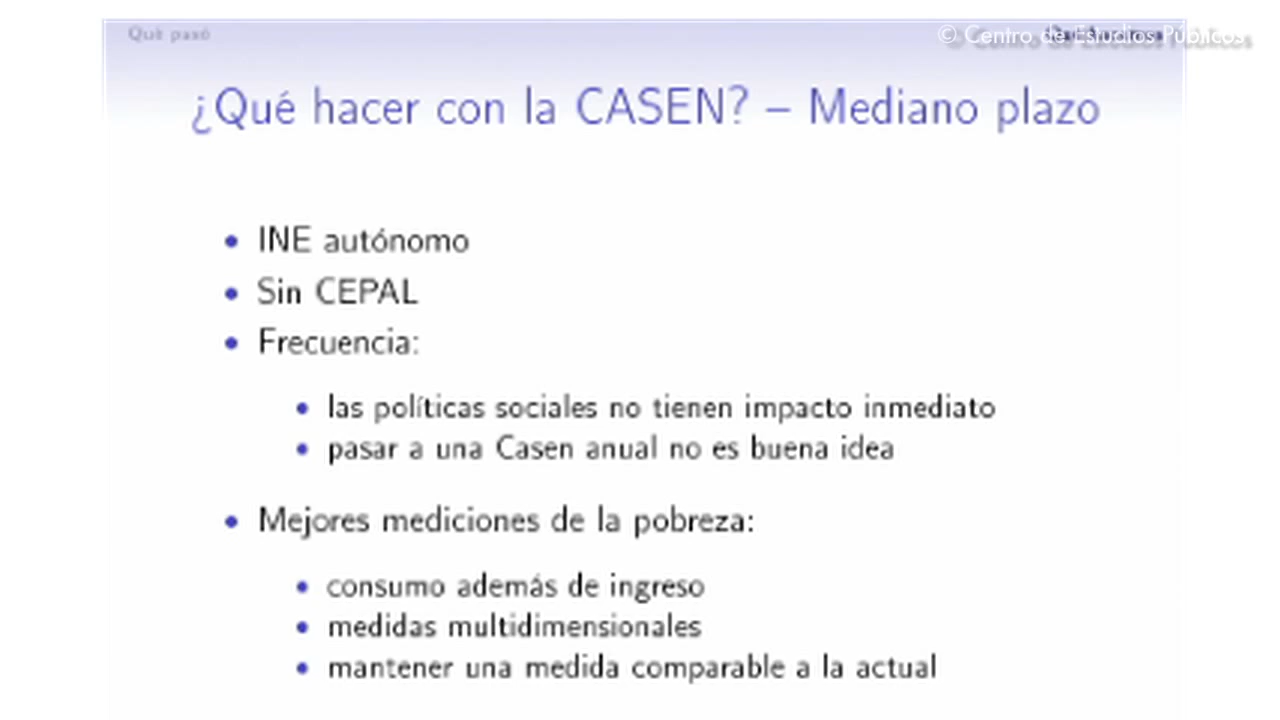 Qué pasó
© Centro de Estudios Públicos
¿Qué hacer con la CASEN? – Mediano plazo
• INE autónomo
• Sin CEPAL
• Frecuencia:
• las políticas sociales no tienen impacto inmediato
• pasar a una Casen anual no es buena idea
• Mejores mediciones de la pobreza:
• consumo además de ingreso
• medidas multidimensionales
• mantener una medida comparable a la actual